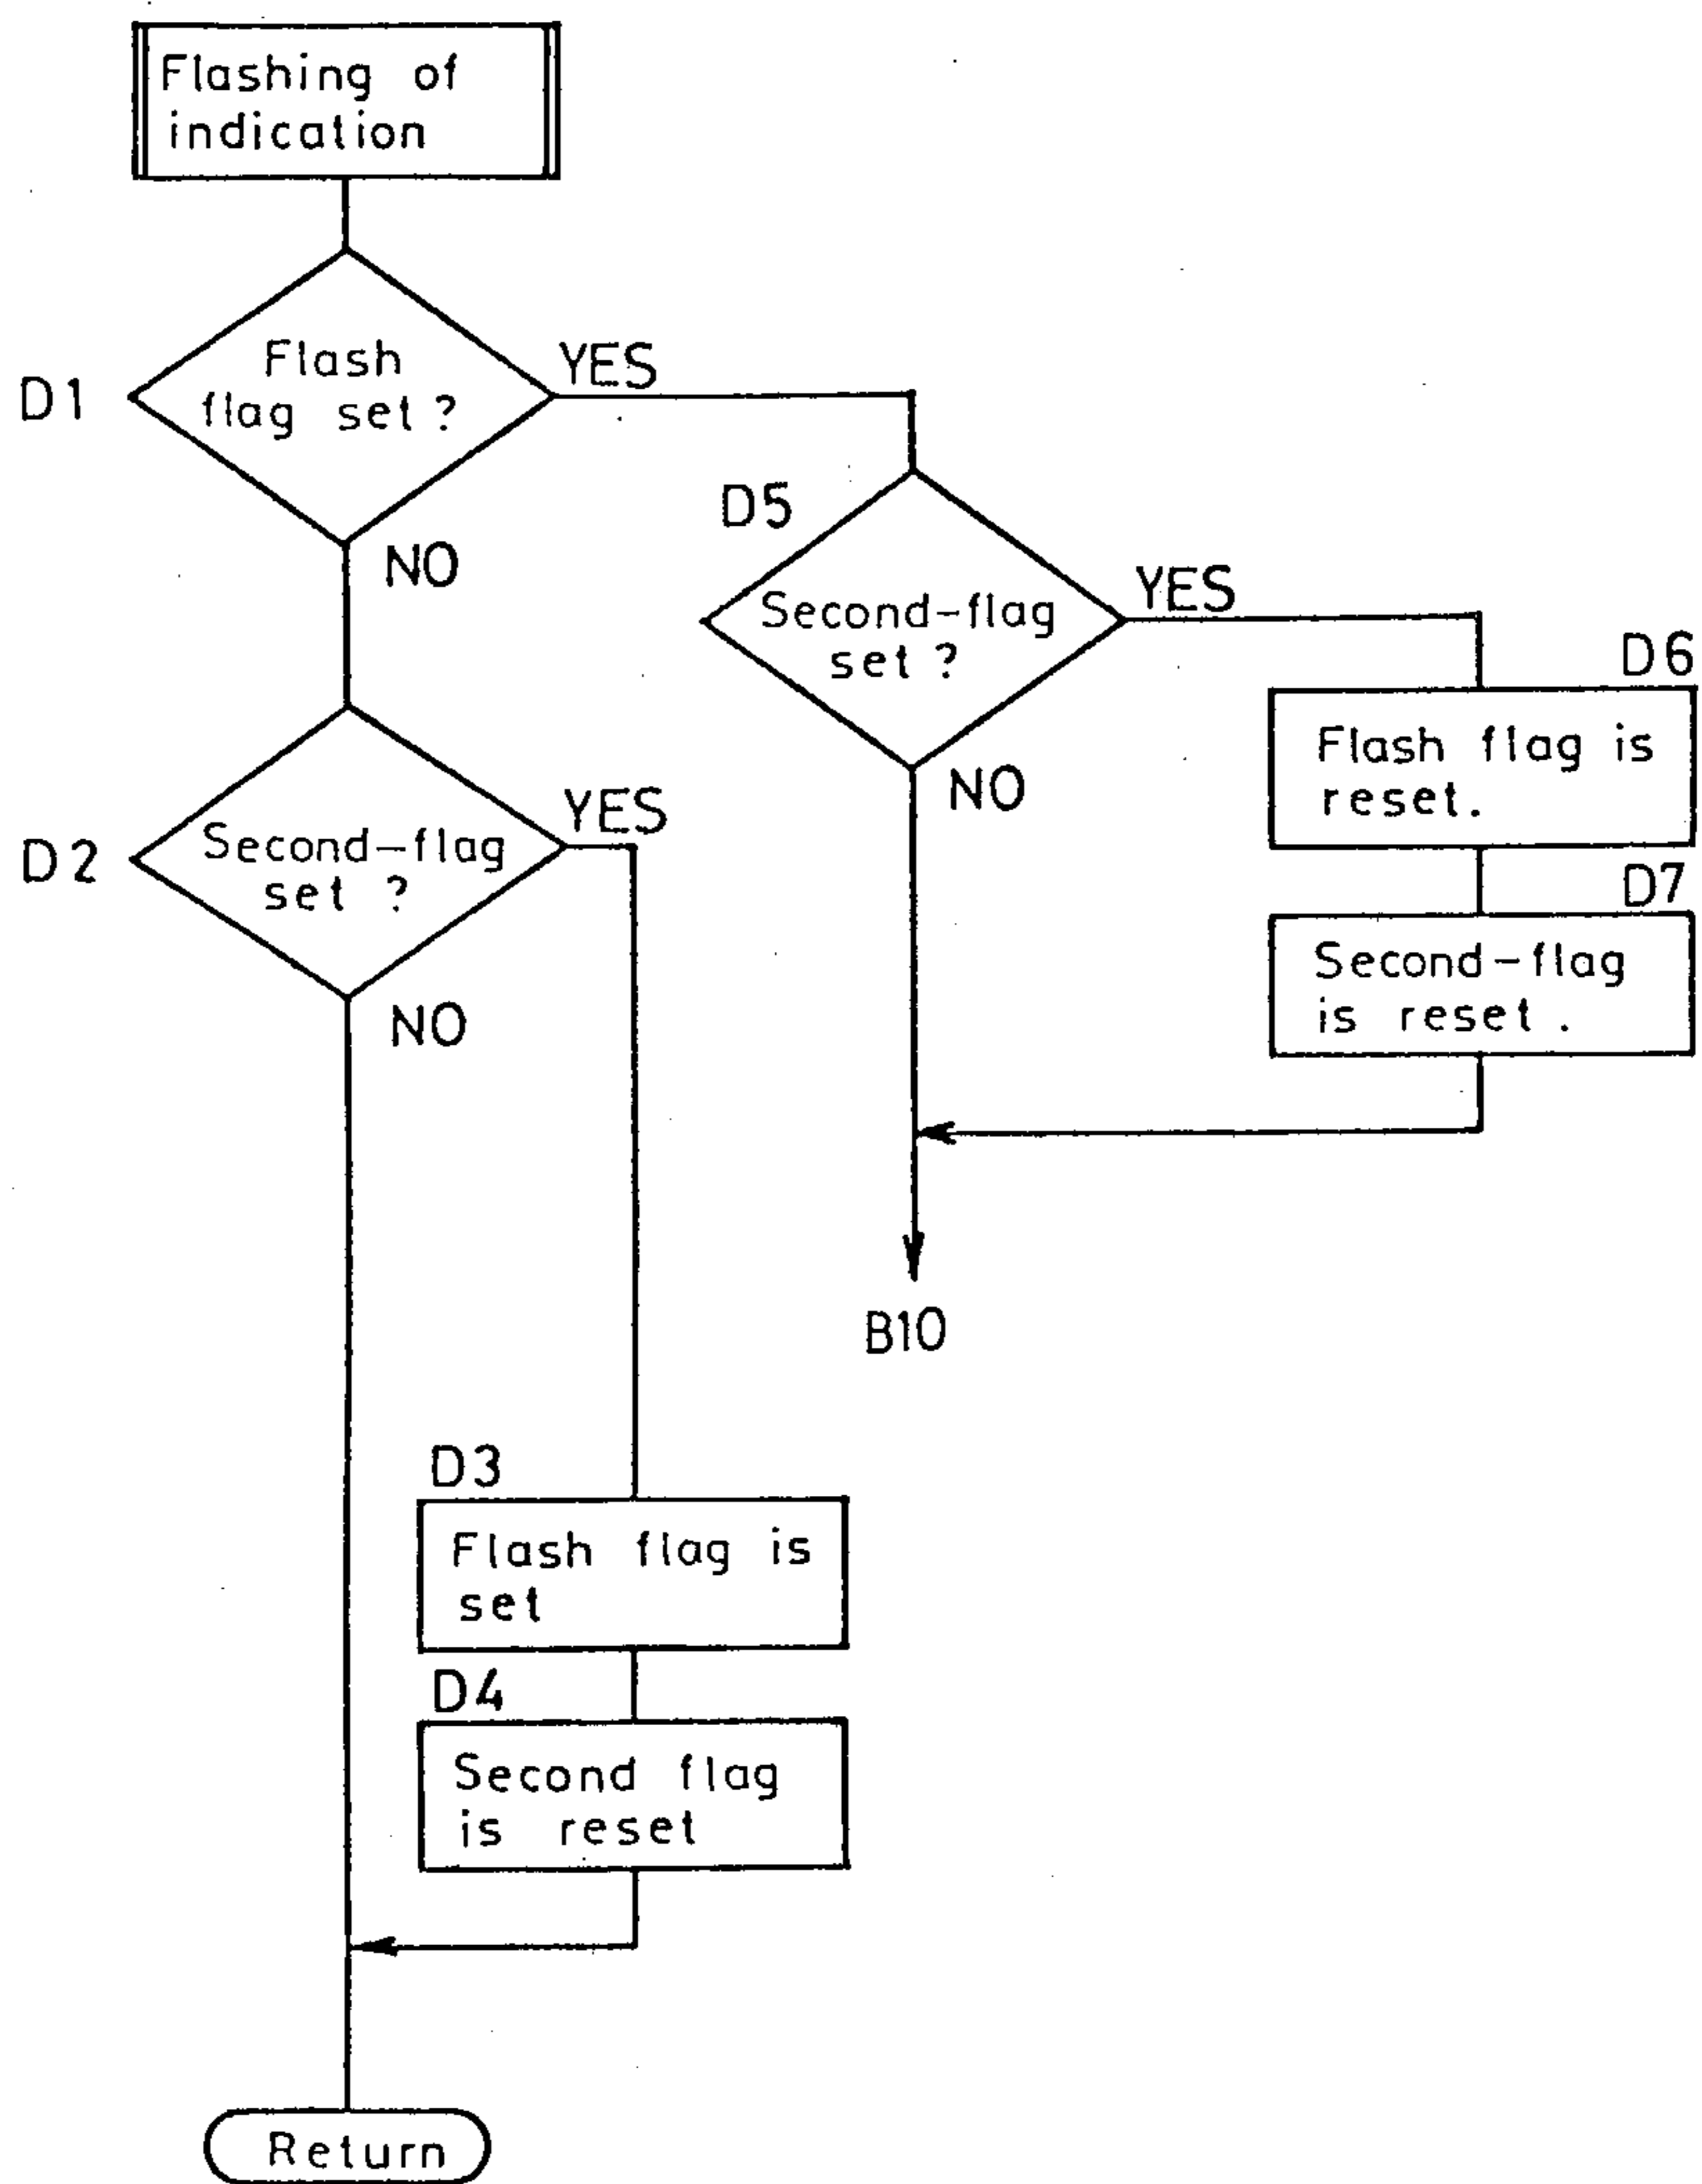 Flashing of
indication
D1
Flash
flag set?
YES
NO
D5
Second-flag
set?
YES
NO
D6
Flash flag is
reset.
D7
Second-flag
is reset.
D2
Second-flag
set ?
YES
NO
B10
D3
Flash flag is
set
D4
Second flag
is reset
Return